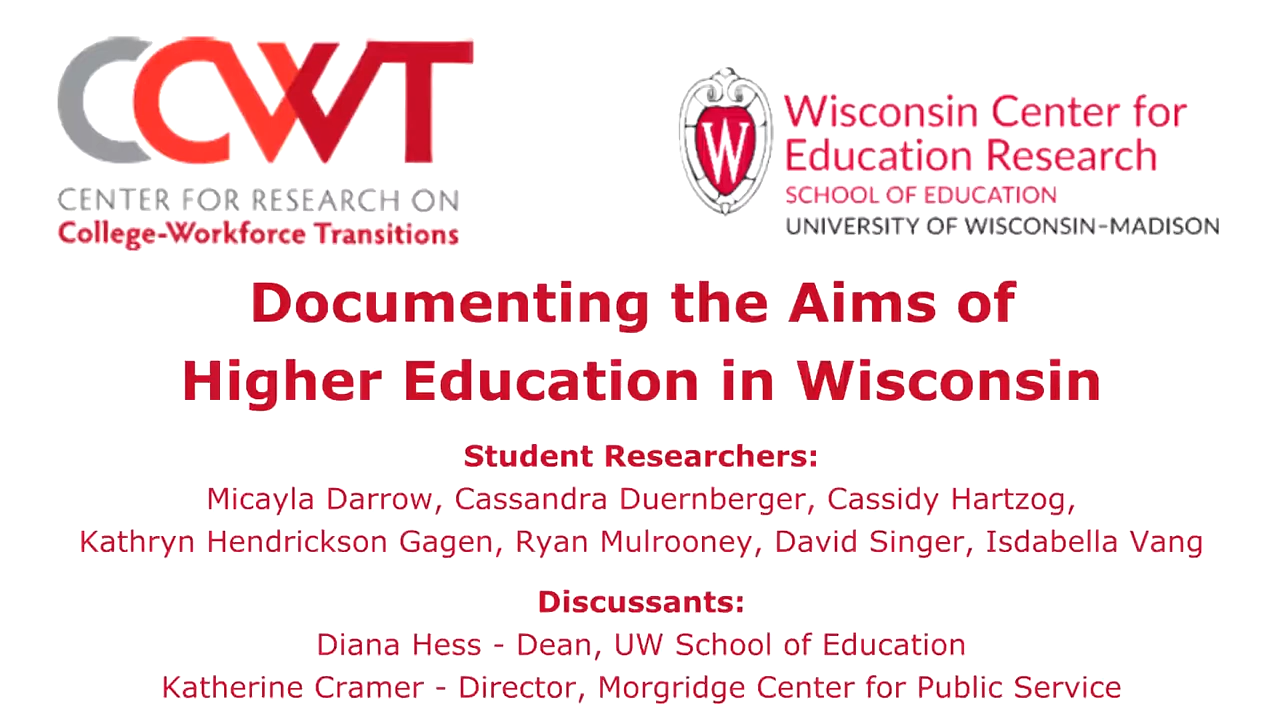 CCWT
CENTER FOR RESEARCH ON
College-Workforce Transitions
W
Wisconsin Center for
Education Research
SCHOOL OF EDUCATION
UNIVERSITY OF WISCONSIN-MADISON
Documenting the Aims of
Higher Education in Wisconsin
Student Researchers:
Micayla Darrow, Cassandra Duernberger, Cassidy Hartzog,
Kathryn Hendrickson Gagen, Ryan Mulrooney, David Singer, Isdabella Vang
Discussants:
Diana Hess - Dean, UW School of Education
Katherine Cramer - Director, Morgridge Center for Public Service